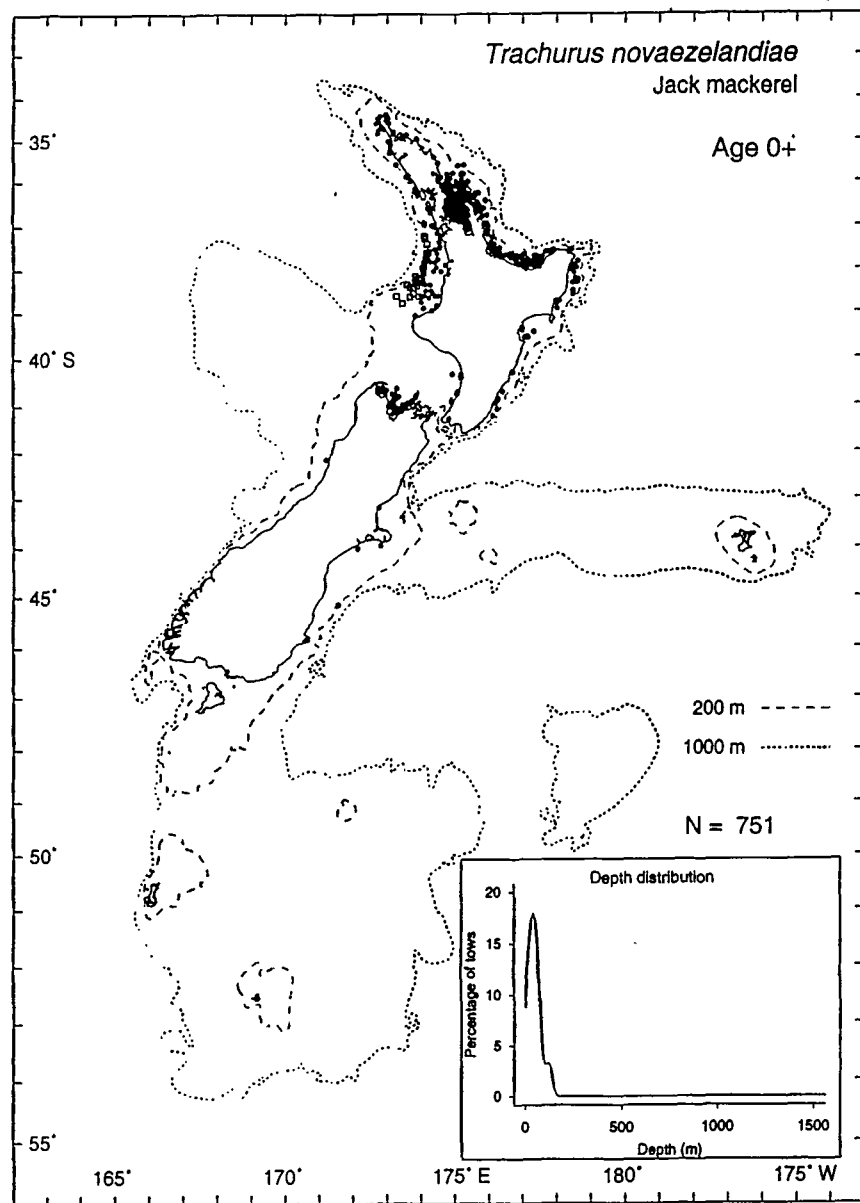 Trachurus novaezelandiae
Jack mackerel
Age 0+
35°
40° S
45°
50°
55°
200 m
1000 m
N = 751
Depth distribution
Percentage of tows
20
15
10
5
0
0 500 1000 1500
Depth (m)
165° 170° 175° E 180° 175° W